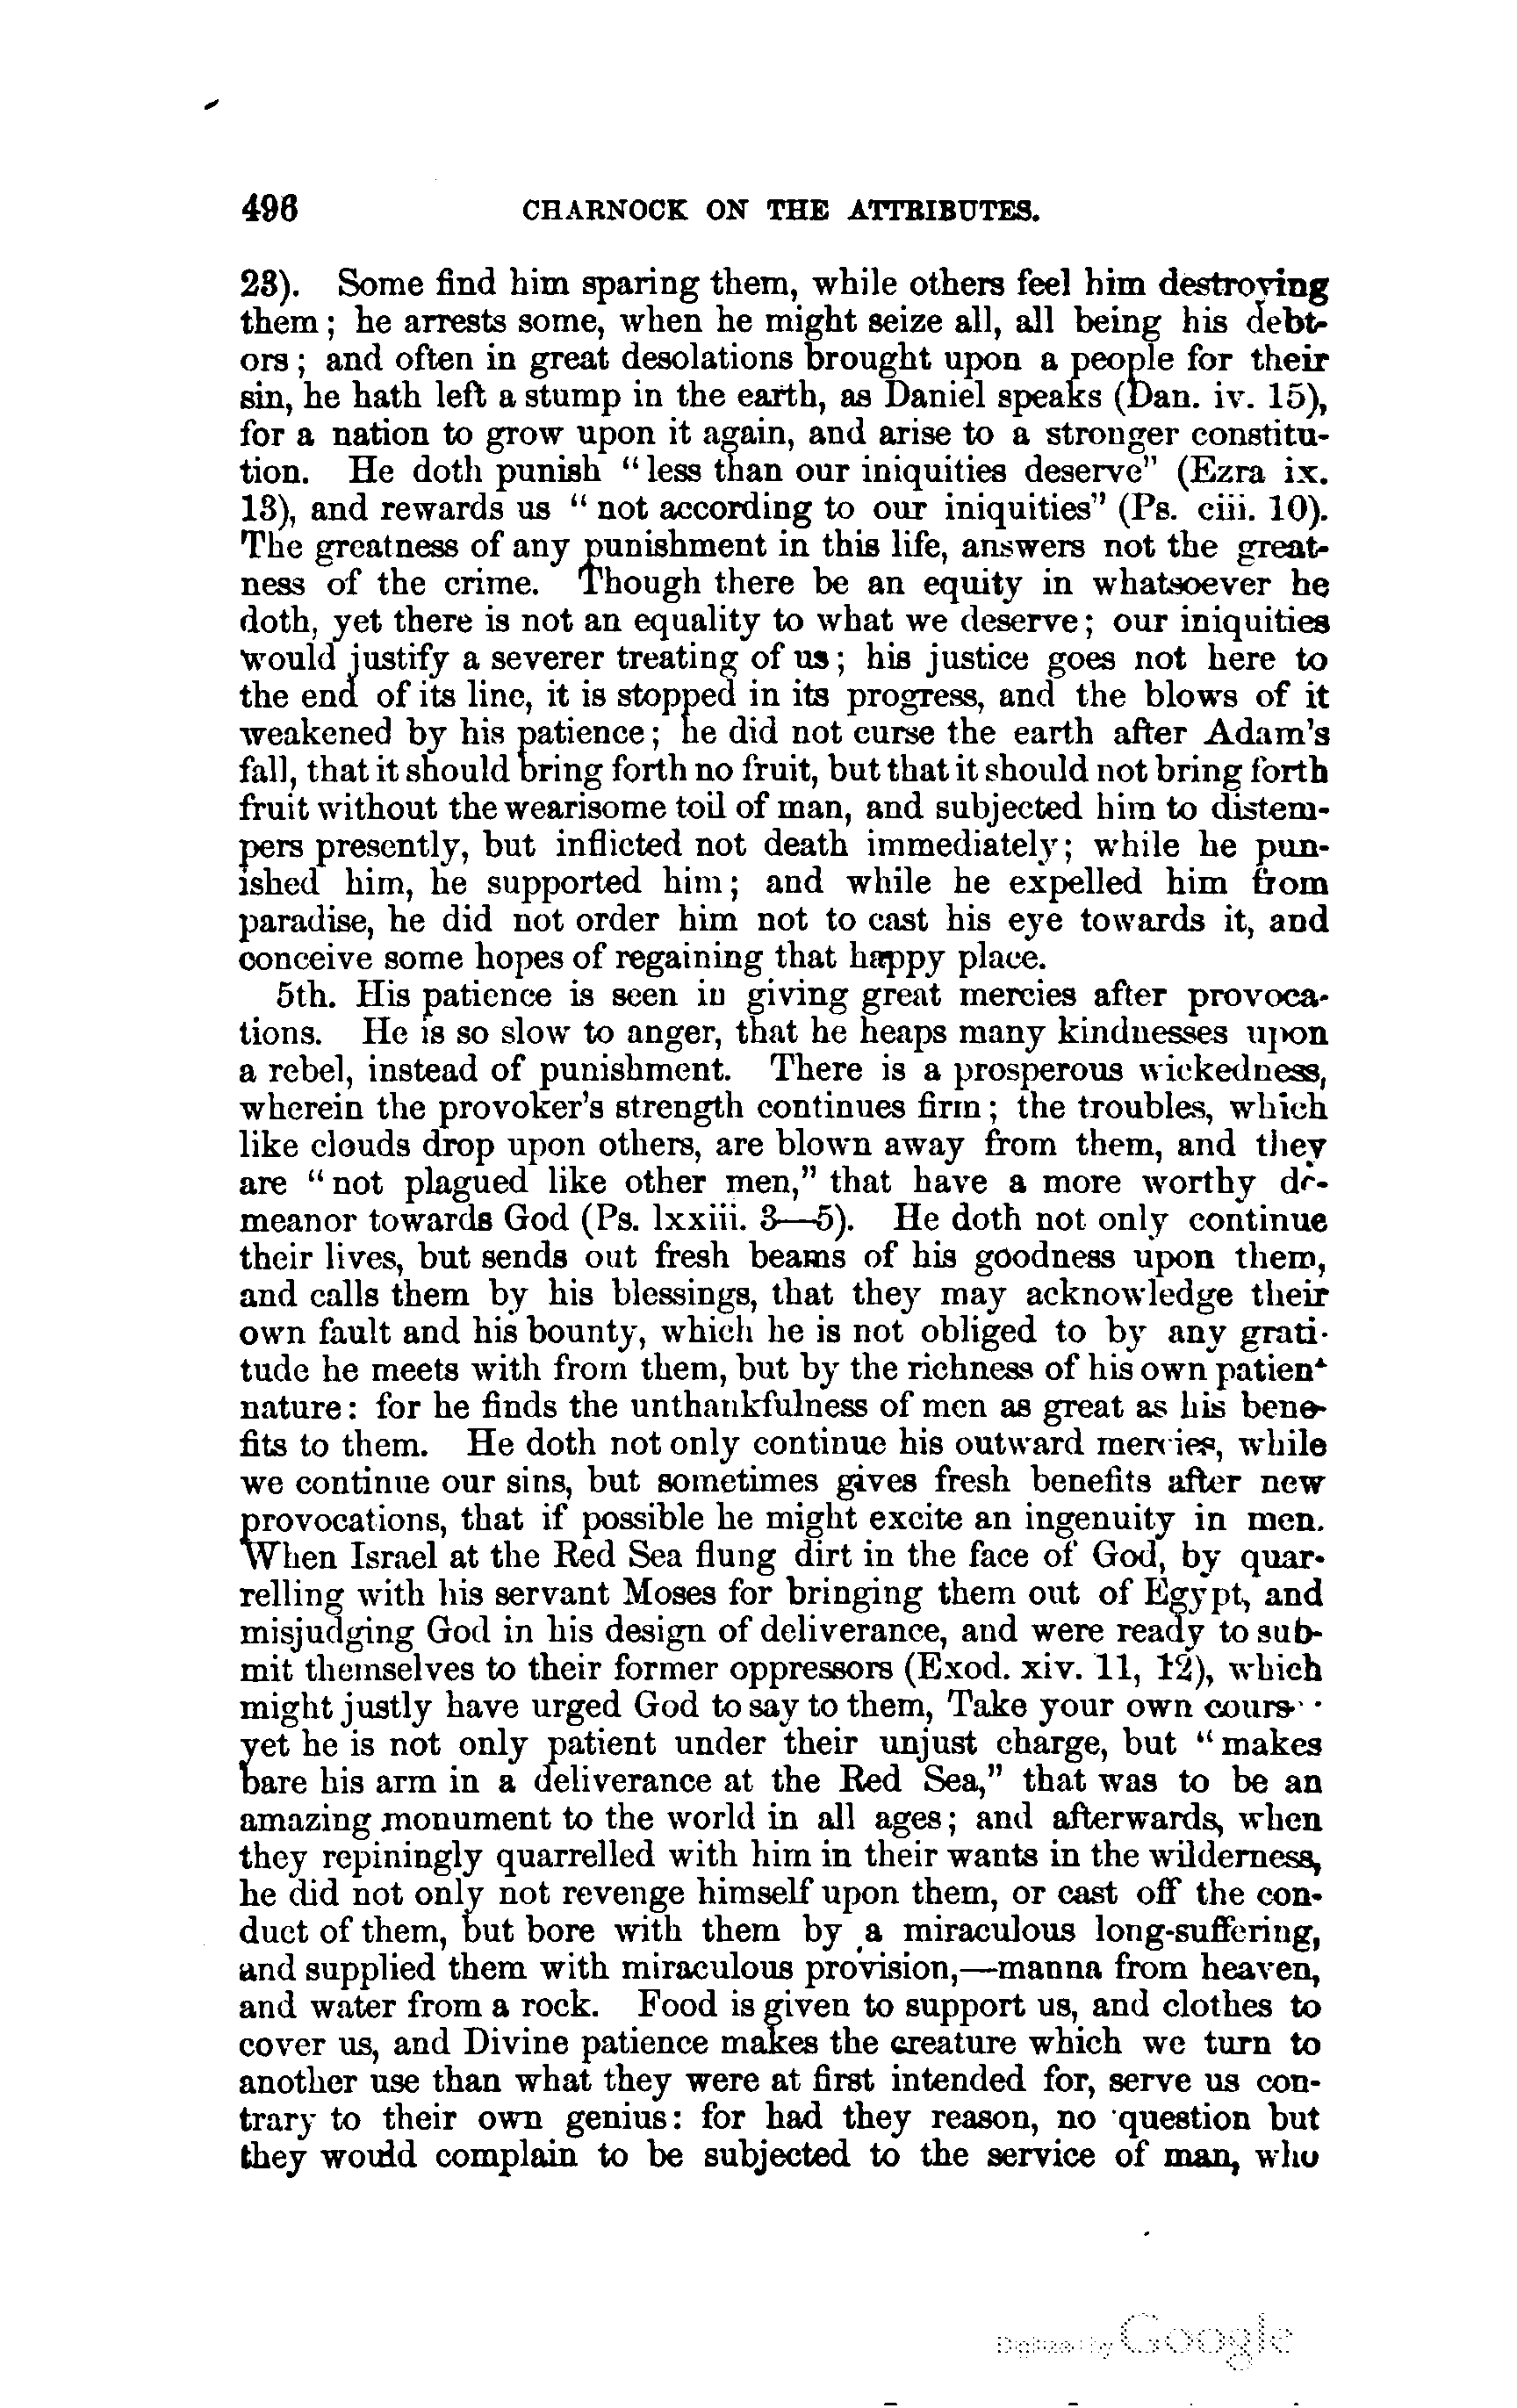 496 CHARNOCK ON THE ATTRIBUTES.
23). Some find him sparing them, while others feel him destroying
them; he arrests some, when he might seize all, all being his debt-
ors; and often in great desolations brought upon a people for their
sin, he hath left a stump in the earth, as Daniel speaks (Dan. iv. 15),
for a nation to grow upon it again, and arise to a stronger constitu-
tion. He doth punish "less than our iniquities deserve" (Ezra ix.
13), and rewards us "not according to our iniquities" (Ps. ciii. 10).
The greatness of any punishment in this life, answers not the great-
ness of the crime. Though there be an equity in whatsoever he
doth, yet there is not an equality to what we deserve; our iniquities
would justify a severer treating of us; his justice goes not here to
the end of its line, it is stopped in its progress, and the blows of it
weakened by his patience; he did not curse the earth after Adam's
fall, that it should bring forth no fruit, but that it should not bring forth
fruit without the wearisome toil of man, and subjected him to distem-
pers presently, but inflicted not death immediately; while he pun-
ished him, he supported him; and while he expelled him from
paradise, he did not order him not to cast his eye towards it, and
conceive some hopes of regaining that happy place.
5th. His patience is seen in giving great mercies after provoca-
tions. He is so slow to anger, that he heaps many kindnesses upon
a rebel, instead of punishment. There is a prosperous wickedness,
wherein the provoker's strength continues firm; the troubles, which
like clouds drop upon others, are blown away from them, and they
are "not plagued like other men," that have a more worthy de-
meanor towards God (Ps. lxxiii. 3—5). He doth not only continue
their lives, but sends out fresh beams of his goodness upon them,
and calls them by his blessings, that they may acknowledge their
own fault and his bounty, which he is not obliged to by any grati-
tude he meets with from them, but by the richness of his own patient
nature: for he finds the unthankfulness of men as great as his bene-
fits to them. He doth not only continue his outward mercies, while
we continue our sins, but sometimes gives fresh benefits after new
provocations, that if possible he might excite an ingenuity in men.
When Israel at the Red Sea flung dirt in the face of God, by quar-
relling with his servant Moses for bringing them out of Egypt, and
misjudging God in his design of deliverance, and were ready to sub-
mit themselves to their former oppressors (Exod. xiv. 11, 12), which
might justly have urged God to say to them, Take your own
yet he is not only patient under their unjust charge, but "makes
bare his arm in a deliverance at the Red Sea," that was to be an
amazing monument to the world in all ages; and afterwards, when
they repiningly quarrelled with him in their wants in the wilderness,
he did not only not revenge himself upon them, or cast off the con-
duct of them, but bore with them by a miraculous long-suffering,
and supplied them with miraculous provision,—manna from heaven,
and water from a rock. Food is given to support us, and clothes to
cover us, and Divine patience makes the creature which we turn to
another use than what they were at first intended for, serve us con-
trary to their own genius: for had they reason, no question but
they would complain to be subjected to the service of man, who
Digitized by Google